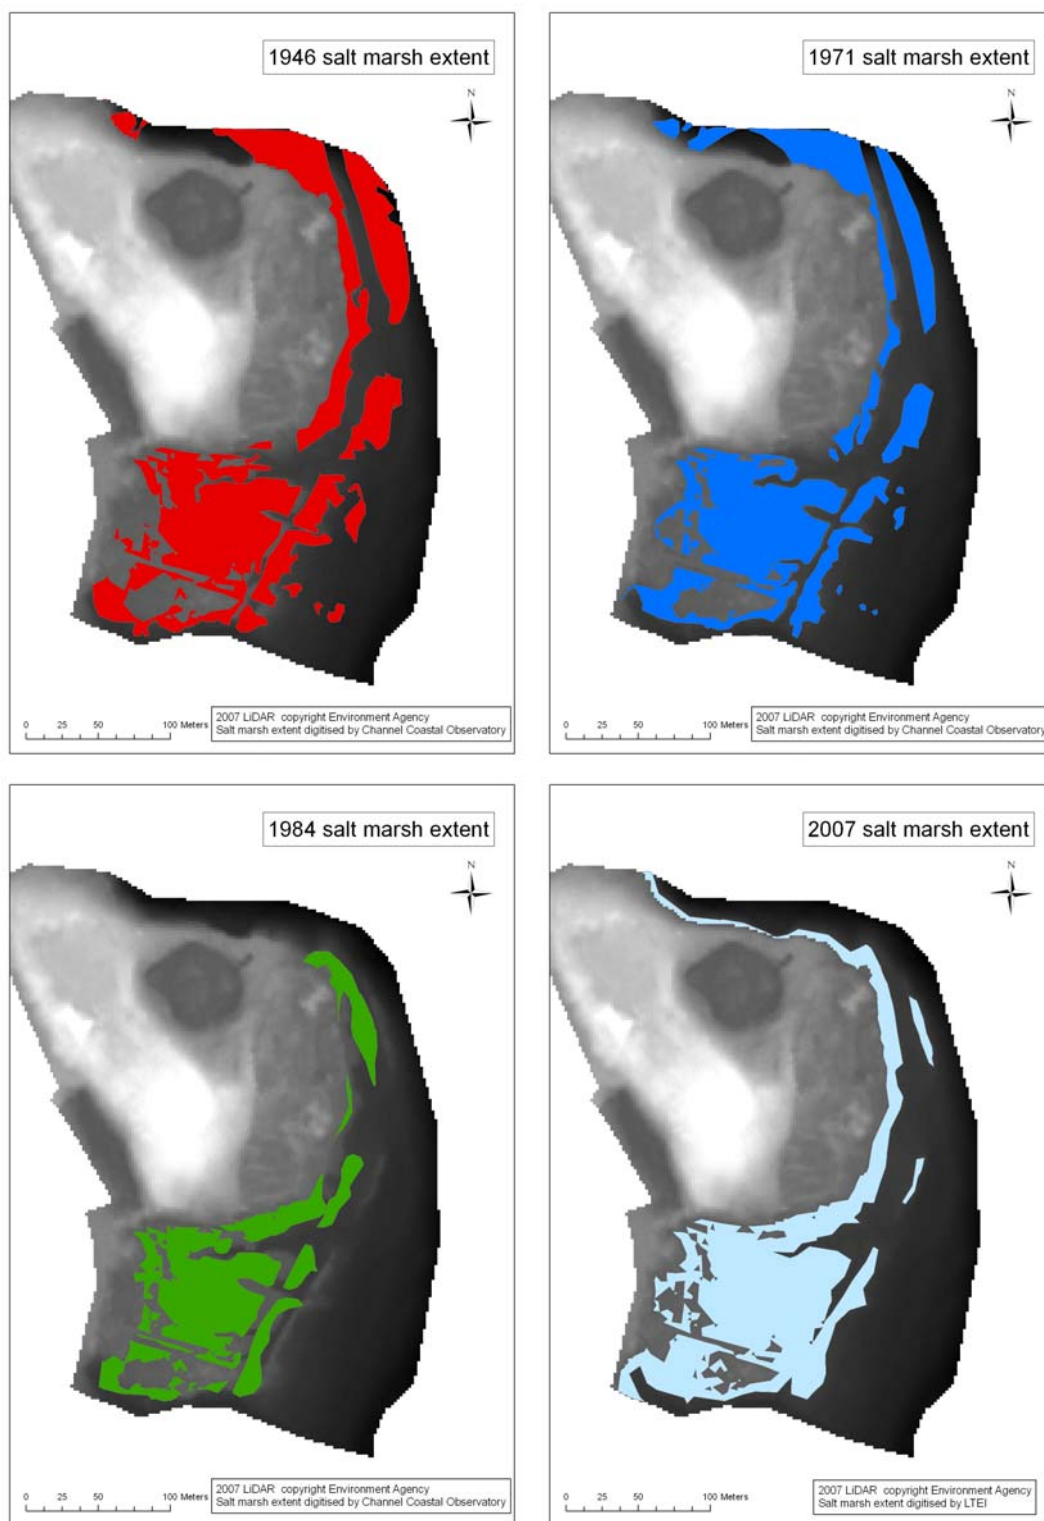 1946 salt marsh extent
N
0 25 50 100 Meters
2007 LiDAR copyright Environment Agency
Salt marsh extent digitised by Channel Coastal Observatory
1971 salt marsh extent
N
0 25 50 100 Meters
2007 LiDAR copyright Environment Agency
Salt marsh extent digitised by Channel Coastal Observatory
1984 salt marsh extent
N
0 25 50 100 Meters
2007 LiDAR copyright Environment Agency
Salt marsh extent digitised by Channel Coastal Observatory
2007 salt marsh extent
N
0 25 50 100 Meters
2007 LiDAR copyright Environment Agency
Salt marsh extent digitised by LTEI